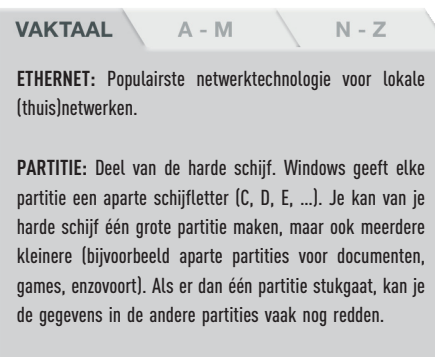 VAKTAAL A - M N - Z
ETHERNET: Populairste netwerktechnologie voor lokale
(thuis)netwerken.
PARTITIE: Deel van de harde schijf. Windows geeft elke
partitie een aparte schijfletter (C, D, E, ...). Je kan van je
harde schijf één grote partitie maken, maar ook meerdere
kleinere (bijvoorbeeld aparte partities voor documenten,
games, enzovoort). Als er dan één partitie stukgaat, kan je
de gegevens in de andere partities vaak nog redden.